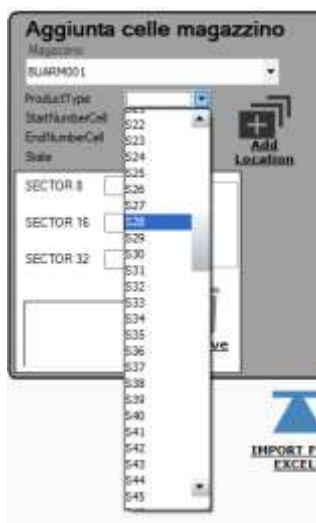 Aggiunta celle magazzino
Magazzino
BUARM001
ProductType
StartNumberCell
EndNumberCell
State
Add
Location
SECTOR 8
SECTOR 16
SECTOR 32
S21
S22
S23
S24
S25
S26
S27
S28
S29
S30
S31
S32
S33
S34
S35
S36
S37
S38
S39
S40
S41
S42
S43
S44
S45
ve
IMPORT F
EXCEL